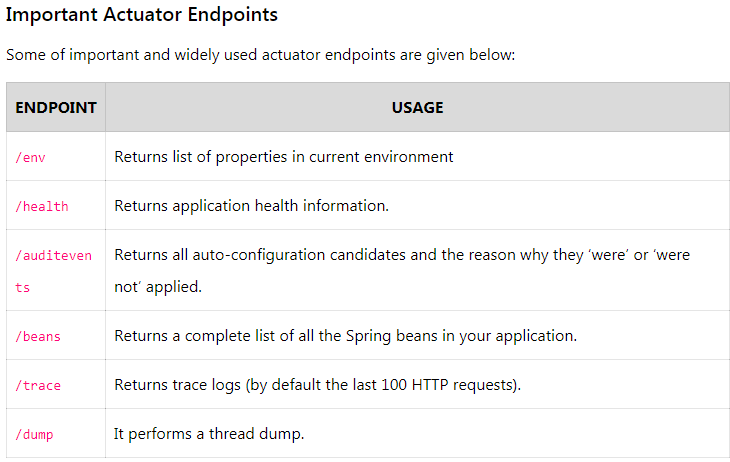 Important Actuator Endpoints
Some of important and widely used actuator endpoints are given below:
ENDPOINT USAGE
/env Returns list of properties in current environment
/health Returns application health information.
/auditeven Returns all auto-configuration candidates and the reason why they ‘were’ or ‘were
ts not’ applied.
/beans Returns a complete list of all the Spring beans in your application.
/trace Returns trace logs (by default the last 100 HTTP requests).
/dump It performs a thread dump.